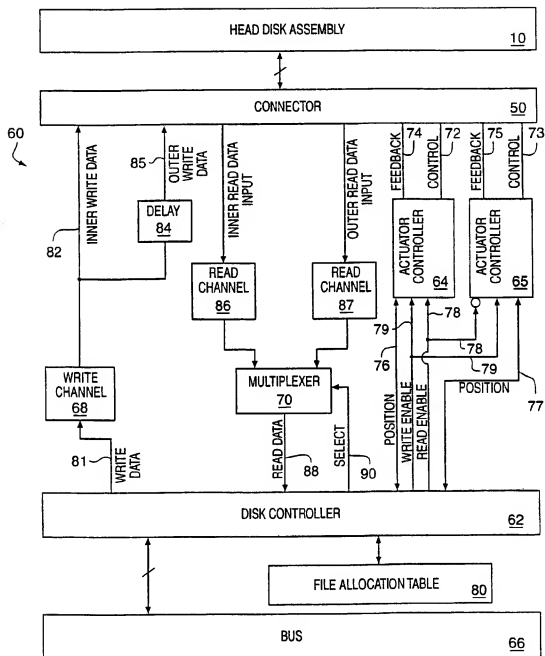 HEAD DISK ASSEMBLY
10
CONNECTOR
50
60
82
INNER WRITE DATA
85
OUTER WRITE DATA
INNER READ DATA INPUT
OUTER READ DATA INPUT
FEEDBACK
74
CONTROL
72
FEEDBACK
75
CONTROL
73
DELAY
84
READ CHANNEL
86
READ CHANNEL
87
ACTUATOR CONTROLLER
64
ACTUATOR CONTROLLER
65
79
78
76
78
79
77
POSITION
WRITE CHANNEL
68
MULTIPLEXER
70
81
WRITE DATA
READ DATA
88
SELECT
90
POSITION
WRITE ENABLE
READ ENABLE
DISK CONTROLLER
62
FILE ALLOCATION TABLE
80
BUS
66